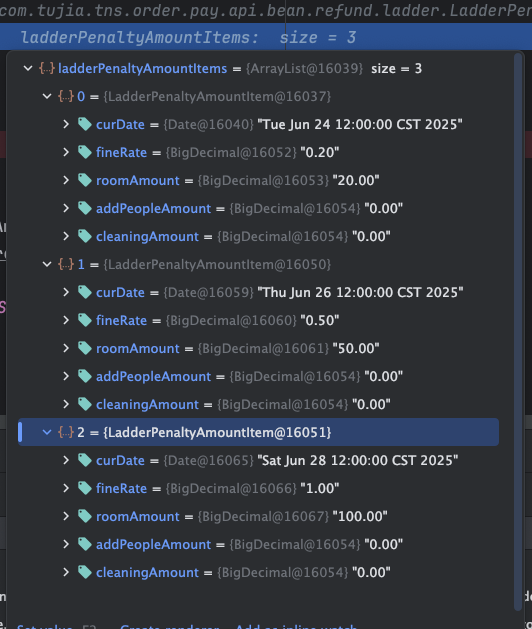 com.tujia.tns.order.pay.api.bean.refund.ladder.LadderPen
ladderPenaltyAmountItems: size = 3
{..} ladderPenaltyAmountItems = {ArrayList@16039} size = 3
{..} 0 = {LadderPenaltyAmountItem@16037}
curDate = {Date@16040} "Tue Jun 24 12:00:00 CST 2025"
fineRate = {BigDecimal@16052} "0.20"
roomAmount = {BigDecimal@16053} "20.00"
addPeopleAmount = {BigDecimal@16054} "0.00"
cleaningAmount = {BigDecimal@16054} "0.00"
{..} 1 = {LadderPenaltyAmountItem@16050}
curDate = {Date@16059} "Thu Jun 26 12:00:00 CST 2025"
fineRate = {BigDecimal@16060} "0.50"
roomAmount = {BigDecimal@16061} "50.00"
addPeopleAmount = {BigDecimal@16054} "0.00"
cleaningAmount = {BigDecimal@16054} "0.00"
{..} 2 = {LadderPenaltyAmountItem@16051}
curDate = {Date@16065} "Sat Jun 28 12:00:00 CST 2025"
fineRate = {BigDecimal@16066} "1.00"
roomAmount = {BigDecimal@16067} "100.00"
addPeopleAmount = {BigDecimal@16054} "0.00"
cleaningAmount = {BigDecimal@16054} "0.00"
Set value F2 Create renderer Add as inline watch